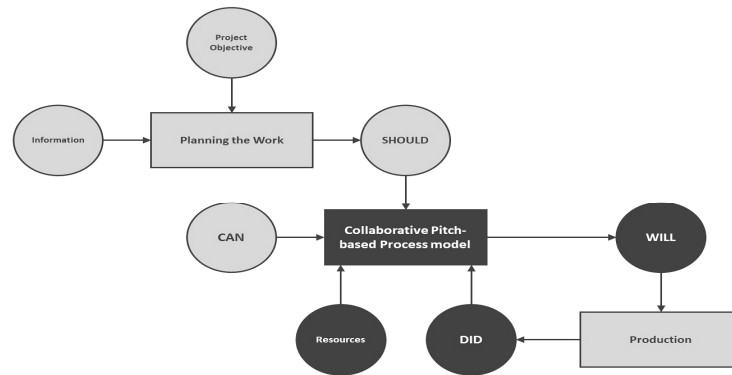 Project
Objective
Information
Planning the Work
SHOULD
CAN
Collaborative Pitch-
based Process model
WILL
Resources
DID
Production